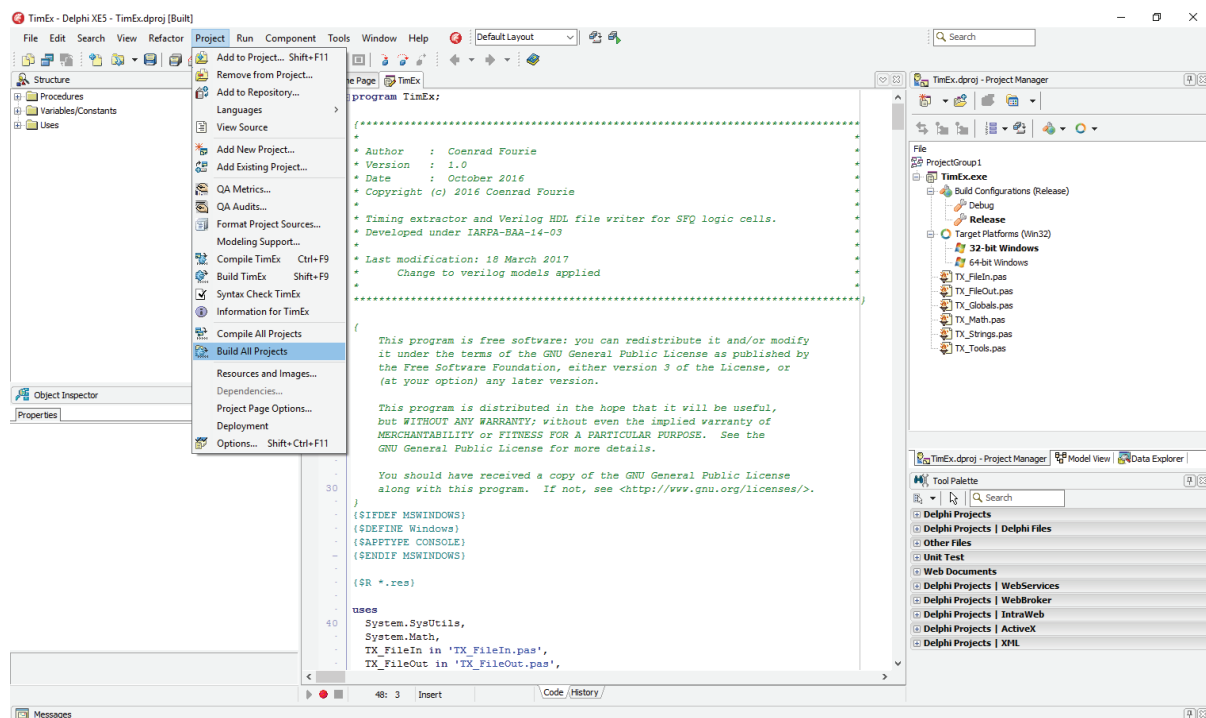 TimEx - Delphi XE5 - TimEx.dproj [Built]
File Edit Search View Refactor Project Run Component Tools Window Help Default Layout Search
Structure
Procedures
Variables/Constants
Uses
Object Inspector
Properties
Add to Project... Shift+F11
Remove from Project...
Add to Repository...
Languages >
View Source
Add New Project...
Add Existing Project...
QA Metrics...
QA Audits...
Format Project Sources...
Modeling Support...
Compile TimEx Ctrl+F9
Build TimEx Shift+F9
Syntax Check TimEx
Information for TimEx
Compile All Projects
Build All Projects
Resources and Images...
Dependencies...
Project Page Options...
Deployment
Options... Shift+Ctrl+F11
ne Page TimEx
program TimEx;
{********************************************************************************
* *
* Author : Coenrad Fourie *
* Version : 1.0 *
* Date : October 2016 *
* Copyright (c) 2016 Coenrad Fourie *
* *
* Timing extractor and Verilog HDL file writer for SFQ logic cells. *
* Developed under IARPA-BAA-14-03 *
* *
* Last modification: 18 March 2017 *
* Change to verilog models applied *
* *
*********************************************************************************}
{
This program is free software: you can redistribute it and/or modify
it under the terms of the GNU General Public License as published by
the Free Software Foundation, either version 3 of the License, or
(at your option) any later version.
This program is distributed in the hope that it will be useful,
but WITHOUT ANY WARRANTY; without even the implied warranty of
MERCHANTABILITY or FITNESS FOR A PARTICULAR PURPOSE. See the
GNU General Public License for more details.
You should have received a copy of the GNU General Public License
30 along with this program. If not, see <http://www.gnu.org/licenses/>.
}
{$IFDEF MSWINDOWS}
{$DEFINE Windows}
{$APPTYPE CONSOLE}
{$ENDIF MSWINDOWS}
{$R *.res}
uses
40 System.SysUtils,
System.Math,
TX_FileIn in 'TX_FileIn.pas',
TX_FileOut in 'TX_FileOut.pas',
48: 3 Insert Code History
TimEx.dproj - Project Manager
File
ProjectGroup1
TimEx.exe
Build Configurations (Release)
Debug
Release
Target Platforms (Win32)
32-bit Windows
64-bit Windows
TX_FileIn.pas
TX_FileOut.pas
TX_Globals.pas
TX_Math.pas
TX_Strings.pas
TX_Tools.pas
TimEx.dproj - Project Manager Model View Data Explorer
Tool Palette
Search
Delphi Projects
Delphi Projects | Delphi Files
Other Files
Unit Test
Web Documents
Delphi Projects | WebServices
Delphi Projects | WebBroker
Delphi Projects | IntraWeb
Delphi Projects | ActiveX
Delphi Projects | XML
Messages